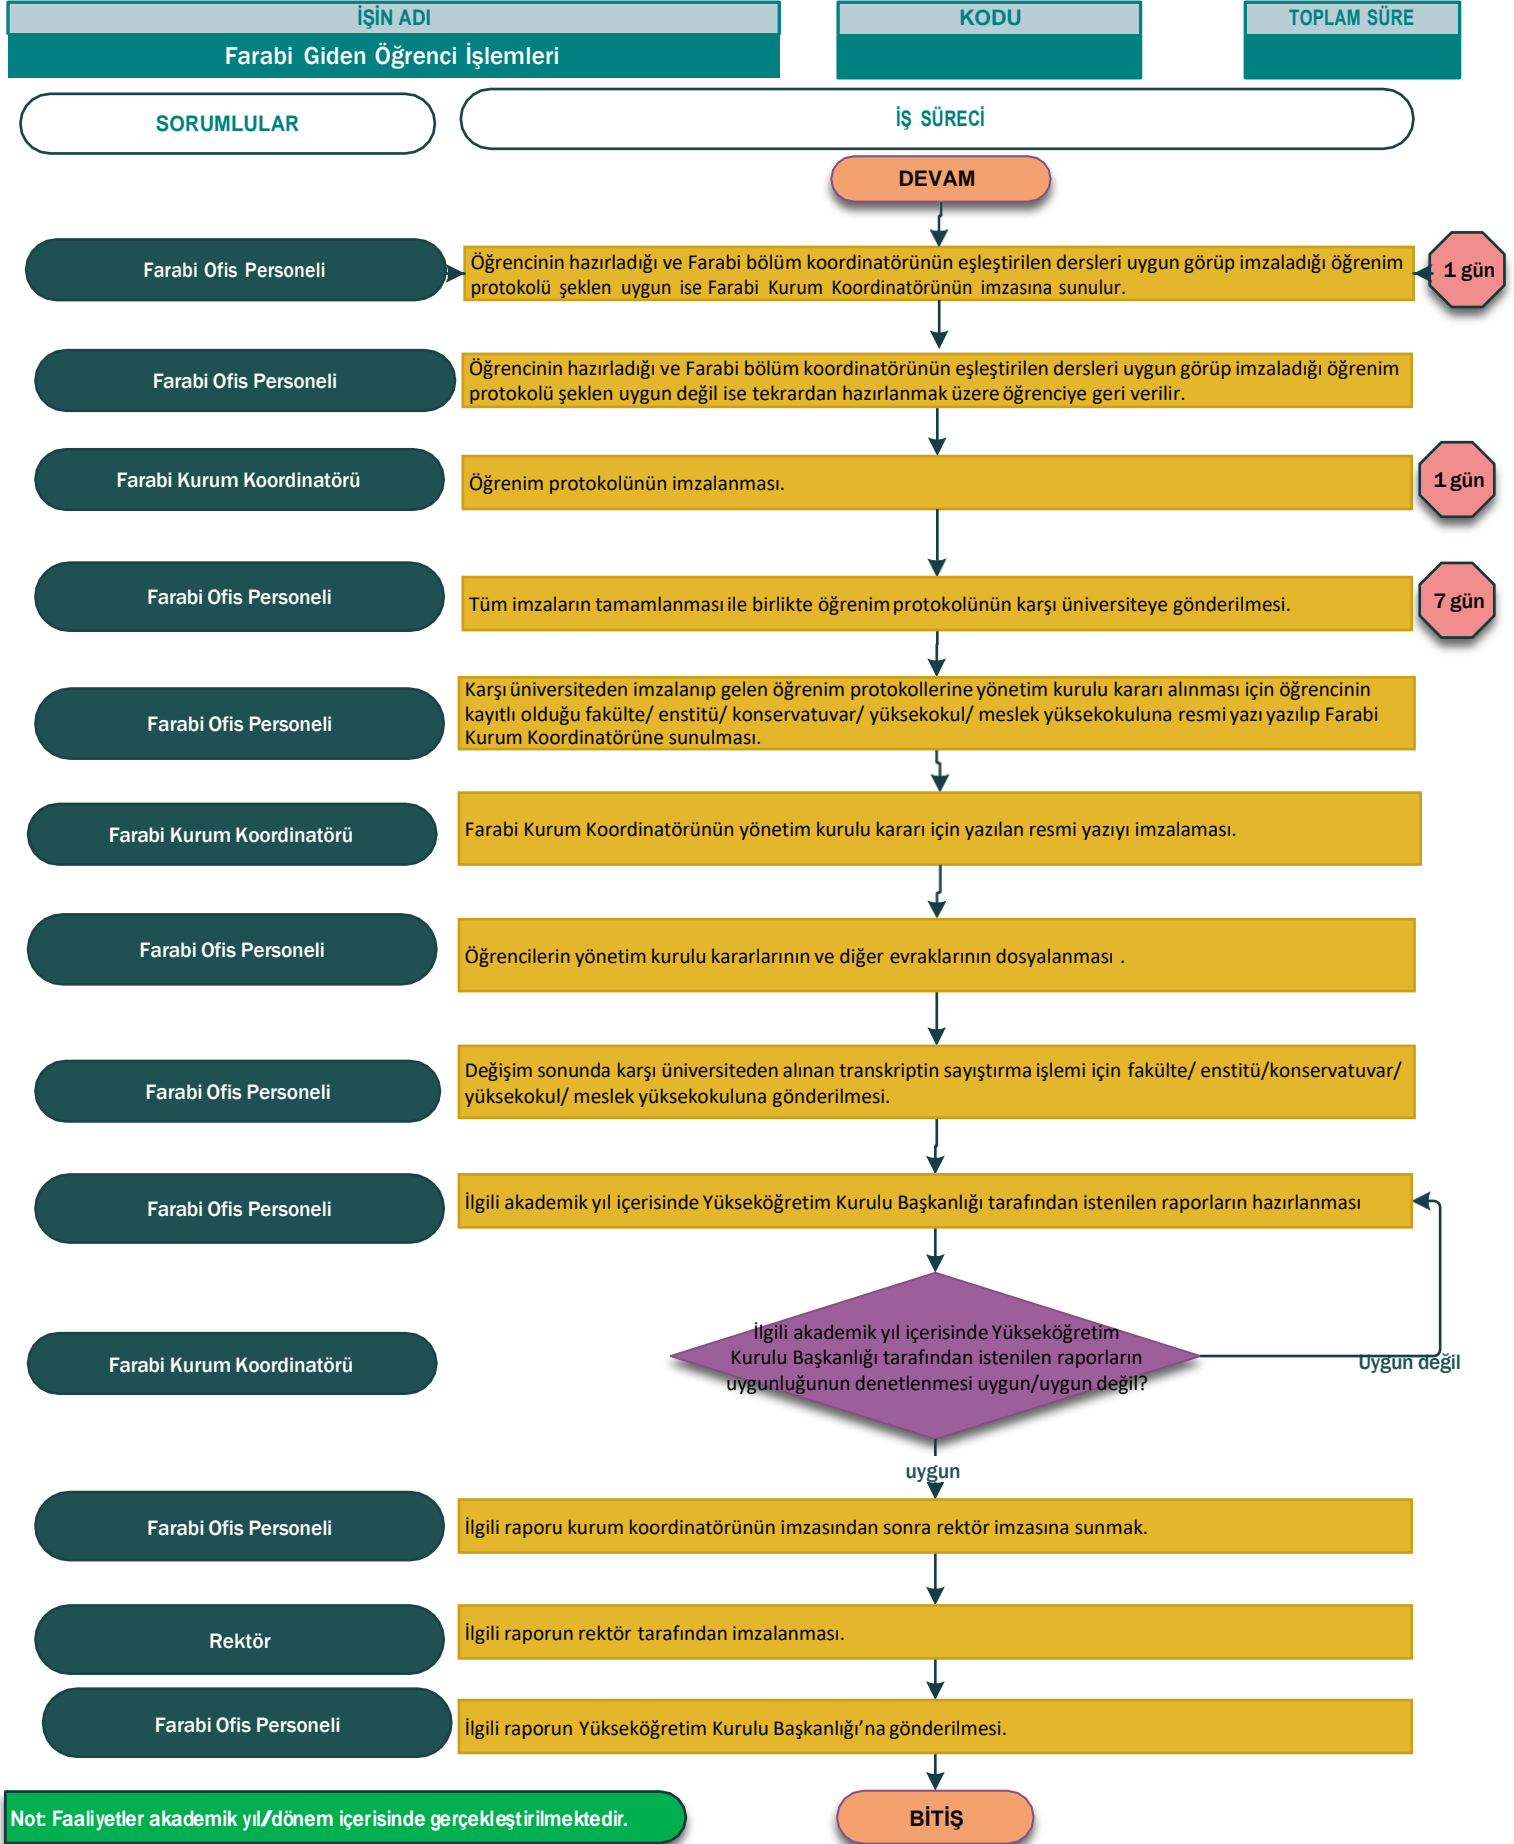 İŞİN ADI
KODU
TOPLAM SÜRE
Farabi Giden Öğrenci İşlemleri
SORUMLULAR
İŞ SÜRECİ
DEVAM
Farabi Ofis Personeli
Öğrencinin hazırladığı ve Farabi bölüm koordinatörünün eşleştirilen dersleri uygun görüp imzaladığı öğrenim
protokolü şeklen uygun ise Farabi Kurum Koordinatörünün imzasına sunulur.
1 gün
Farabi Ofis Personeli
Öğrencinin hazırladığı ve Farabi bölüm koordinatörünün eşleştirilen dersleri uygun görüp imzaladığı öğrenim
protokolü şeklen uygun değil ise tekrardan hazırlanmak üzere öğrenciye geri verilir.
Farabi Kurum Koordinatörü
Öğrenim protokolünün imzalanması.
1 gün
Farabi Ofis Personeli
Tüm imzaların tamamlanması ile birlikte öğrenim protokolünün karşı üniversiteye gönderilmesi.
7 gün
Farabi Ofis Personeli
Karşı üniversiteden imzalanıp gelen öğrenim protokollerine yönetim kurulu kararı alınması için öğrencinin
kayıtlı olduğu fakülte/ enstitü/ konservatuvar/ yüksekokul/ meslek yüksekokuluna resmi yazı yazılıp Farabi
Kurum Koordinatörüne sunulması.
Farabi Kurum Koordinatörü
Farabi Kurum Koordinatörünün yönetim kurulu kararı için yazılan resmi yazıyı imzalaması.
Farabi Ofis Personeli
Öğrencilerin yönetim kurulu kararlarının ve diğer evraklarının dosyalanması .
Farabi Ofis Personeli
Değişim sonunda karşı üniversiteden alınan transkriptin sayıştırma işlemi için fakülte/ enstitü/konservatuvar/
yüksekokul/ meslek yüksekokuluna gönderilmesi.
Farabi Ofis Personeli
İlgili akademik yıl içerisinde Yükseköğretim Kurulu Başkanlığı tarafından istenilen raporların hazırlanması
Farabi Kurum Koordinatörü
İlgili akademik yıl içerisinde Yükseköğretim
Kurulu Başkanlığı tarafından istenilen raporların
uygunluğunun denetlenmesi uygun/uygun değil?
Uygun değil
uygun
Farabi Ofis Personeli
İlgili raporu kurum koordinatörünün imzasından sonra rektör imzasına sunmak.
Rektör
İlgili raporun rektör tarafından imzalanması.
Farabi Ofis Personeli
İlgili raporun Yükseköğretim Kurulu Başkanlığı’na gönderilmesi.
Not: Faaliyetler akademik yıl/dönem içerisinde gerçekleştirilmektedir.
BİTİŞ